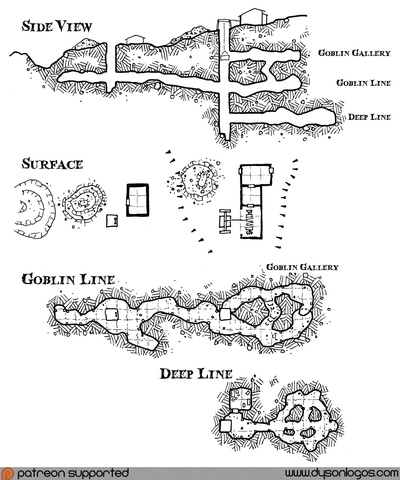 Side View
Goblin Gallery
Goblin Line
Deep Line
Surface
Goblin Gallery
Goblin Line
Deep Line
patreon supported
www.dysonlogos.com